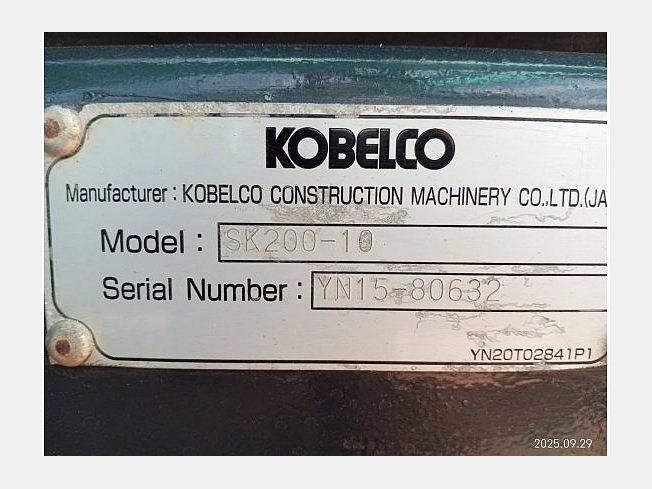 KOBELCO
Manufacturer : KOBELCO CONSTRUCTION MACHINERY CO.,LTD.(JA
Model : SK200-10
Serial Number : YN15-80632
YN20T02841P1
2025.09.29